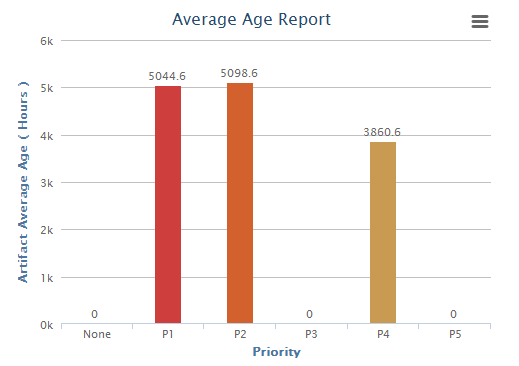 Average Age Report
Artifact Average Age ( Hours )
6k
5k
4k
3k
2k
1k
0k
0
5044.6
5098.6
0
3860.6
0
None
P1
P2
P3
P4
P5
Priority